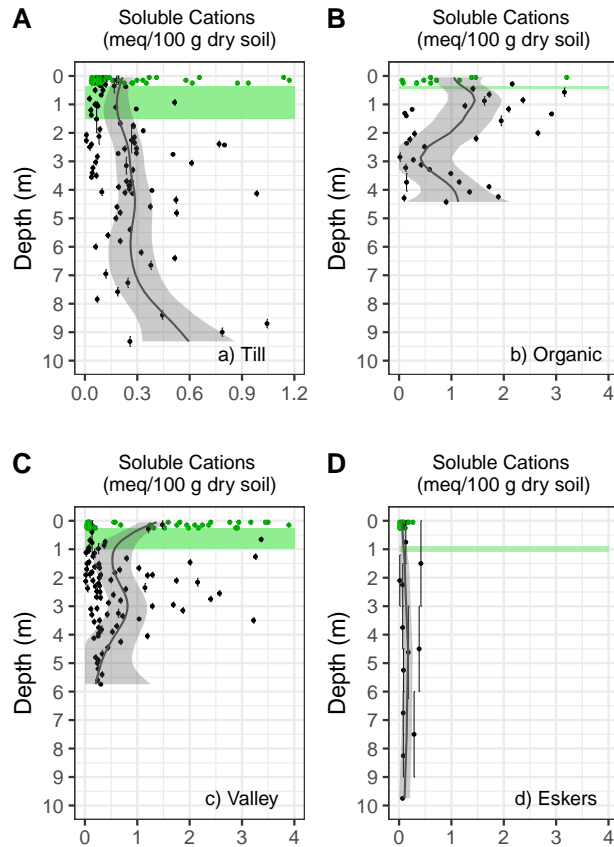 A
Soluble Cations
(meq/100 g dry soil)
0
1
2
3
4
5
6
7
8
9
10
Depth (m)
a) Till
0.0 0.3 0.6 0.9 1.2
B
Soluble Cations
(meq/100 g dry soil)
0
1
2
3
4
5
6
7
8
9
10
Depth (m)
b) Organic
0 1 2 3 4
C
Soluble Cations
(meq/100 g dry soil)
0
1
2
3
4
5
6
7
8
9
10
Depth (m)
c) Valley
0 1 2 3 4
D
Soluble Cations
(meq/100 g dry soil)
0
1
2
3
4
5
6
7
8
9
10
Depth (m)
d) Eskers
0 1 2 3 4